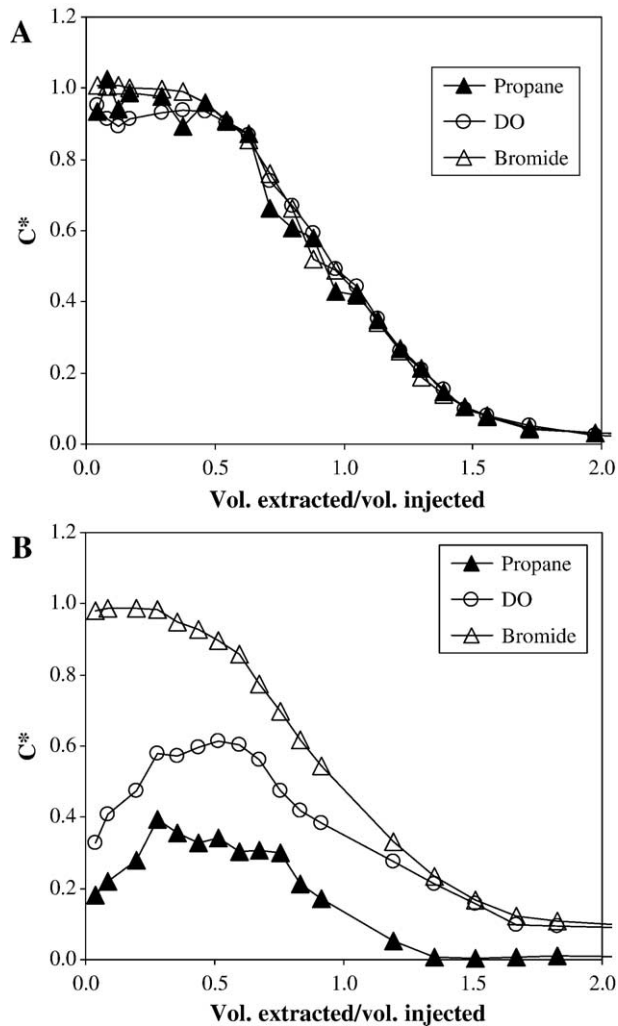 A
1.2
1.0
0.8
0.6
0.4
0.2
0.0
C*
Propane
DO
Bromide
0.0 0.5 1.0 1.5 2.0
Vol. extracted/vol. injected
B
1.2
1.0
0.8
0.6
0.4
0.2
0.0
C*
Propane
DO
Bromide
0.0 0.5 1.0 1.5 2.0
Vol. extracted/vol. injected